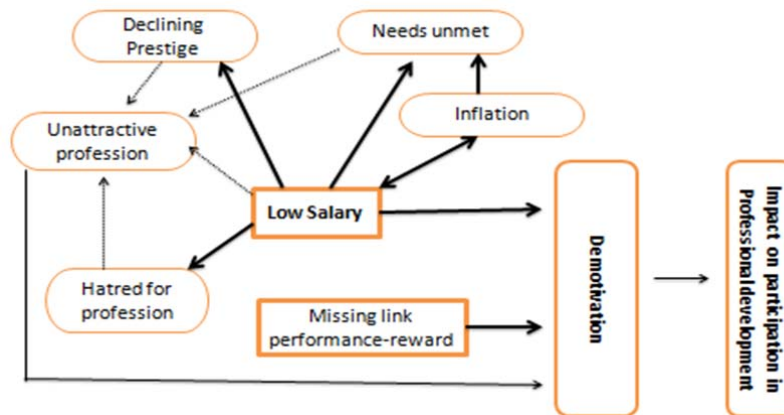 Declining
Prestige
Needs unmet
Unattractive
profession
Inflation
Low Salary
Hatred for
profession
Missing link
performance-reward
Demotivation
Impact on participation in
Professional development